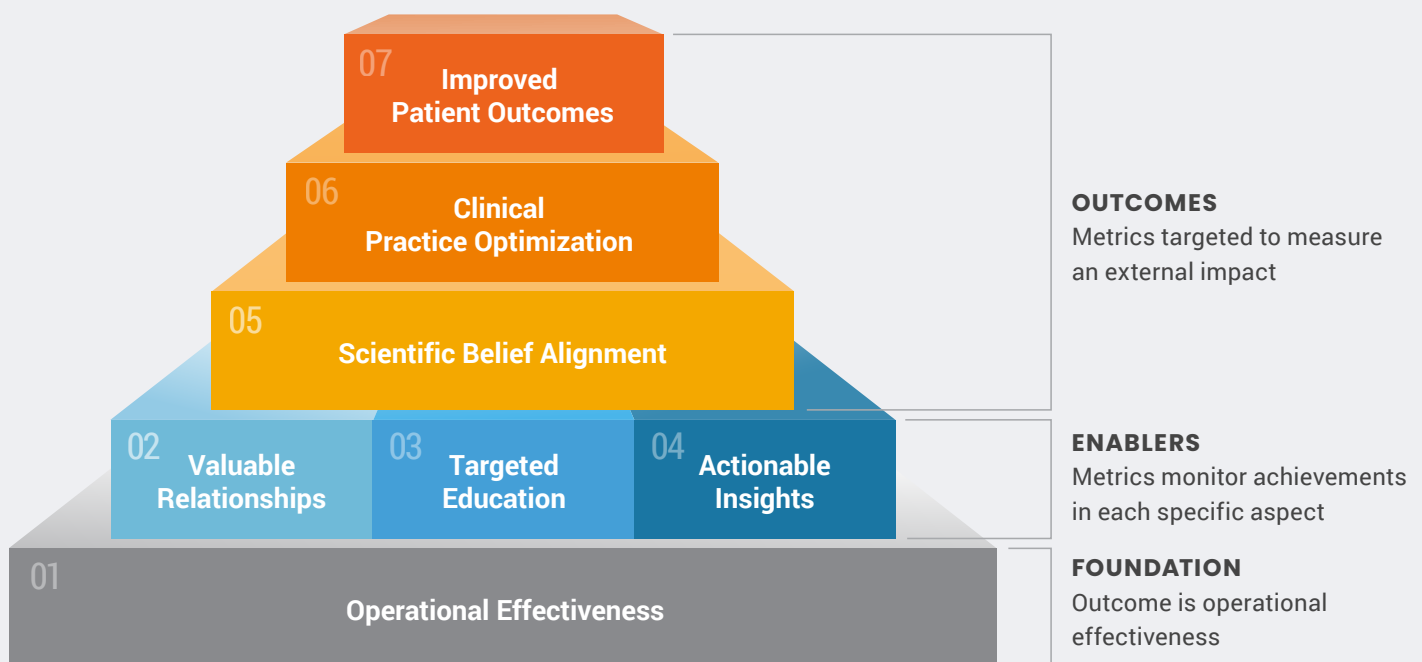 07
Improved
Patient Outcomes
06
Clinical
Practice Optimization
05
Scientific Belief Alignment
02
Valuable
Relationships
03
Targeted
Education
04
Actionable
Insights
01
Operational Effectiveness
OUTCOMES
Metrics targeted to measure
an external impact
ENABLERS
Metrics monitor achievements
in each specific aspect
FOUNDATION
Outcome is operational
effectiveness